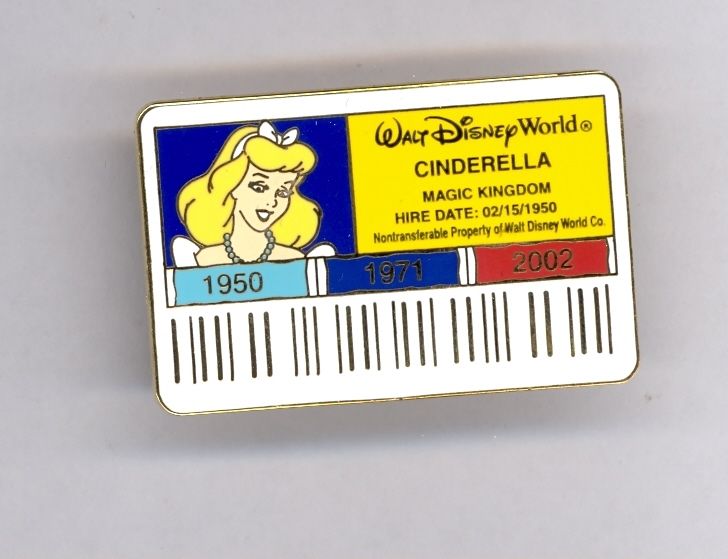 WALT DISNEY World®
CINDERELLA
MAGIC KINGDOM
HIRE DATE: 02/15/1950
Nontransferable Property of Walt Disney World Co.
1950 1971 2002